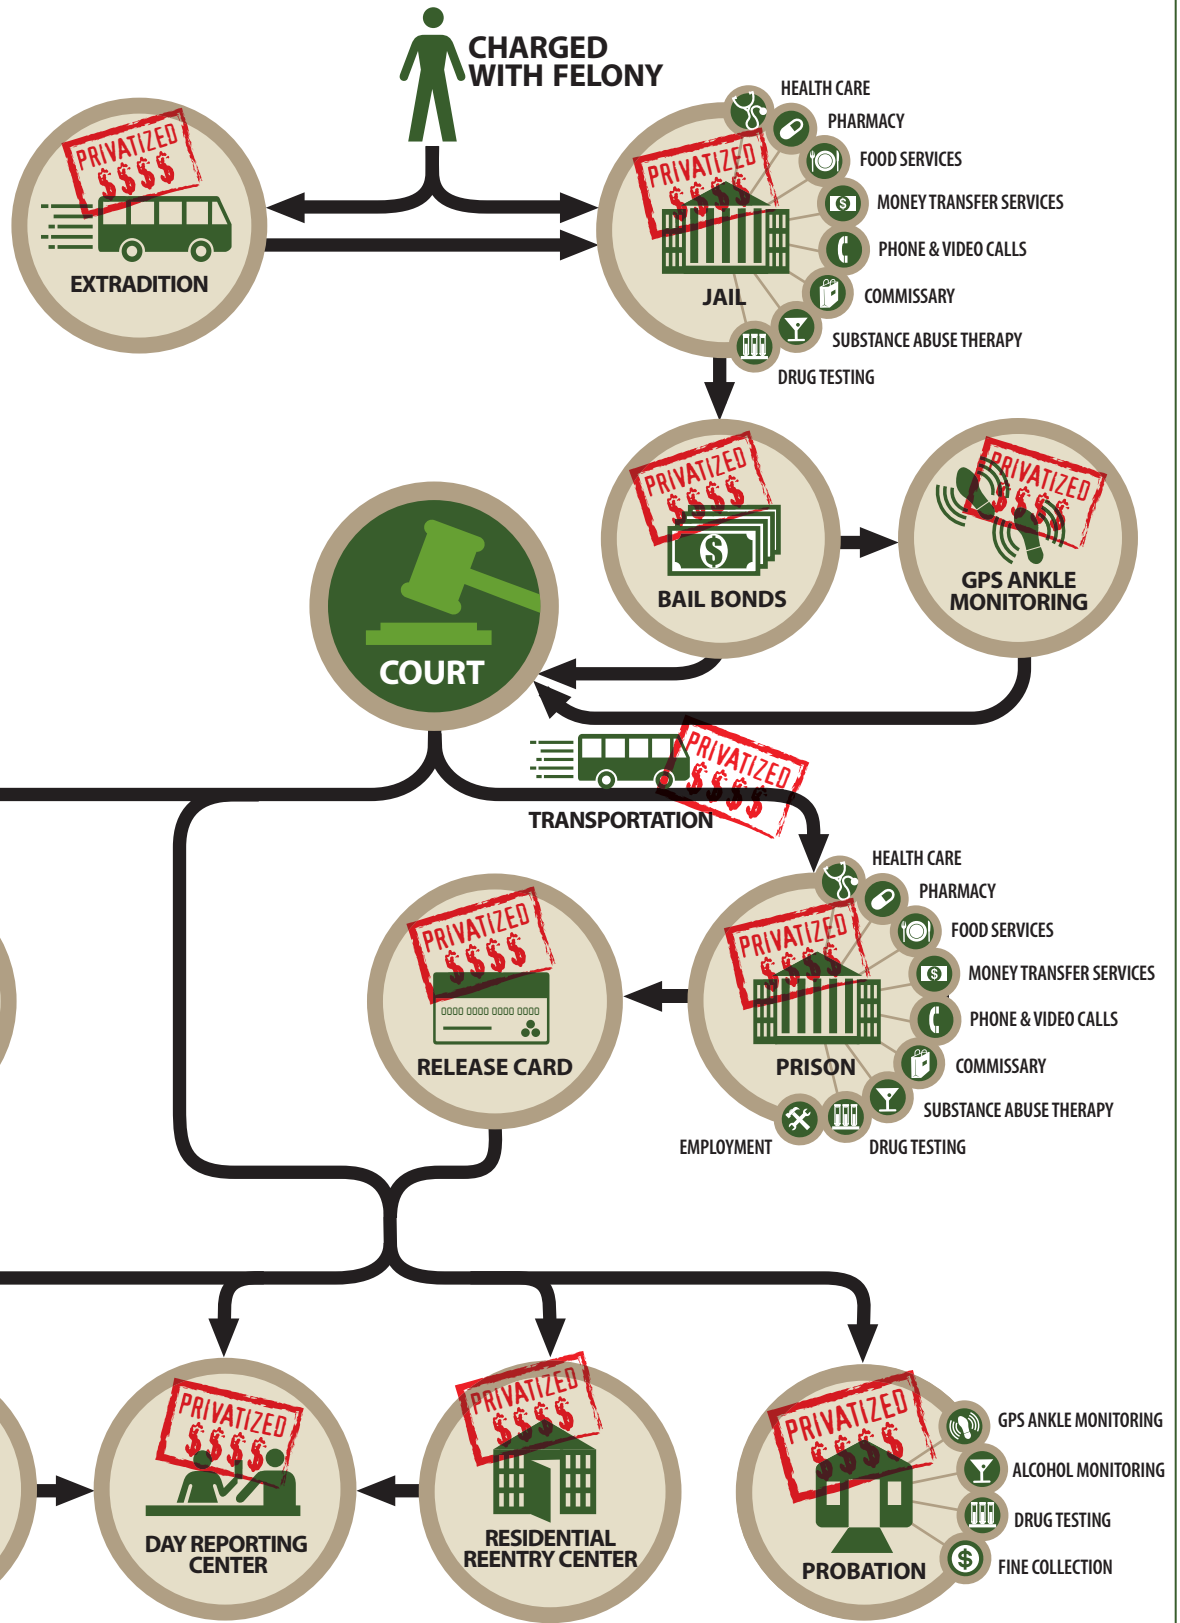 CHARGED
WITH FELONY
PRIVATIZED
$$$$
EXTRADITION
PRIVATIZED
$$$$
JAIL
HEALTH CARE
PHARMACY
FOOD SERVICES
MONEY TRANSFER SERVICES
$
PHONE & VIDEO CALLS
COMMISSARY
SUBSTANCE ABUSE THERAPY
DRUG TESTING
PRIVATIZED
$$$$
$
BAIL BONDS
PRIVATIZED
$$$$
GPS ANKLE
MONITORING
COURT
PRIVATIZED
$$$$
TRANSPORTATION
PRIVATIZED
$$$$
0000 0000 0000 0000
RELEASE CARD
PRIVATIZED
$$$$
PRISON
HEALTH CARE
PHARMACY
FOOD SERVICES
MONEY TRANSFER SERVICES
$
PHONE & VIDEO CALLS
COMMISSARY
SUBSTANCE ABUSE THERAPY
DRUG TESTING
EMPLOYMENT
PRIVATIZED
$$$$
DAY REPORTING
CENTER
PRIVATIZED
$$$$
RESIDENTIAL
REENTRY CENTER
PRIVATIZED
$$$$
PROBATION
GPS ANKLE MONITORING
ALCOHOL MONITORING
DRUG TESTING
$
FINE COLLECTION